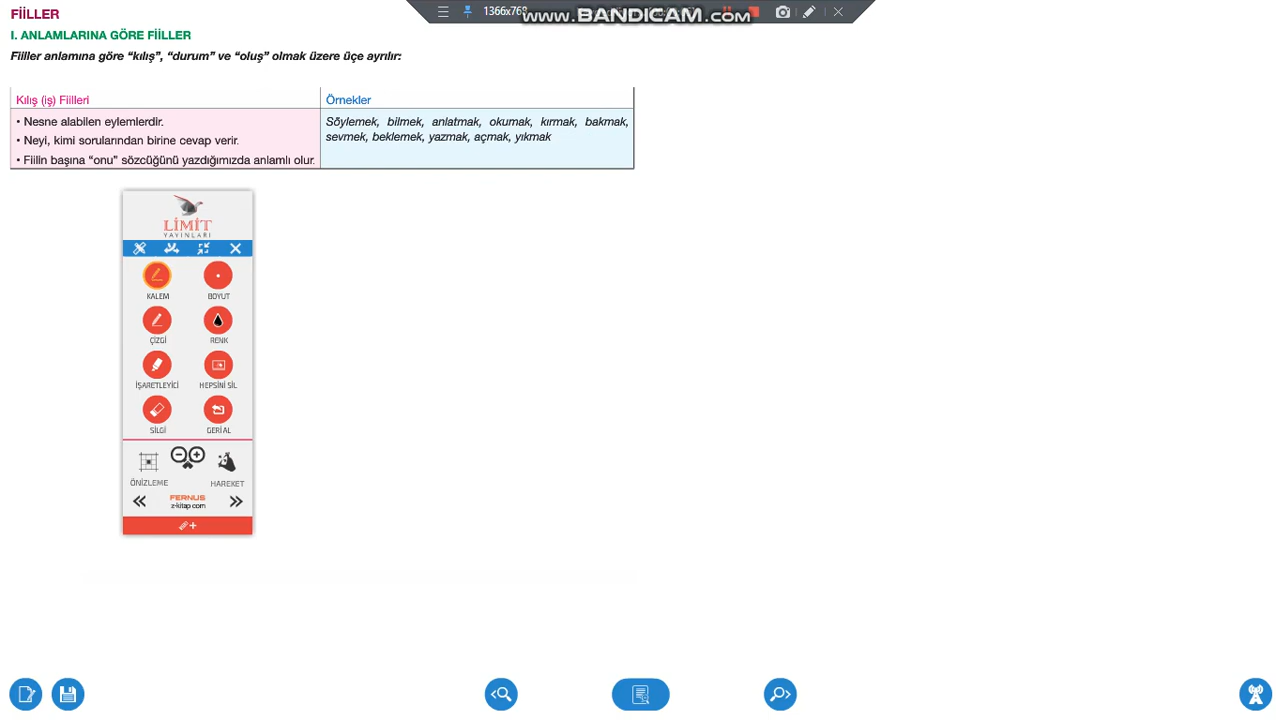 FİİLLER
1366x768
www.BANDICAM.com
I. ANLAMLARINA GÖRE FİİLLER
Fiiller anlamına göre “kılış”, “durum” ve “oluş” olmak üzere üçe ayrılır:
Kılış (iş) Fiilleri
• Nesne alabilen eylemlerdir.
• Neyi, kimi sorularından birine cevap verir.
• Fiilin başına “onu” sözcüğünü yazdığımızda anlamlı olur.
Örnekler
Söylemek, bilmek, anlatmak, okumak, kırmak, bakmak,
sevmek, beklemek, yazmak, açmak, yıkmak
LİMİT
YAYINLARI
KALEM
BOYUT
ÇİZGİ
RENK
İŞARETLEYİCİ
HEPSİNİ SİL
SİLGİ
GERİ AL
ÖNİZLEME
HAREKET
FERNUS
z-kitap.com